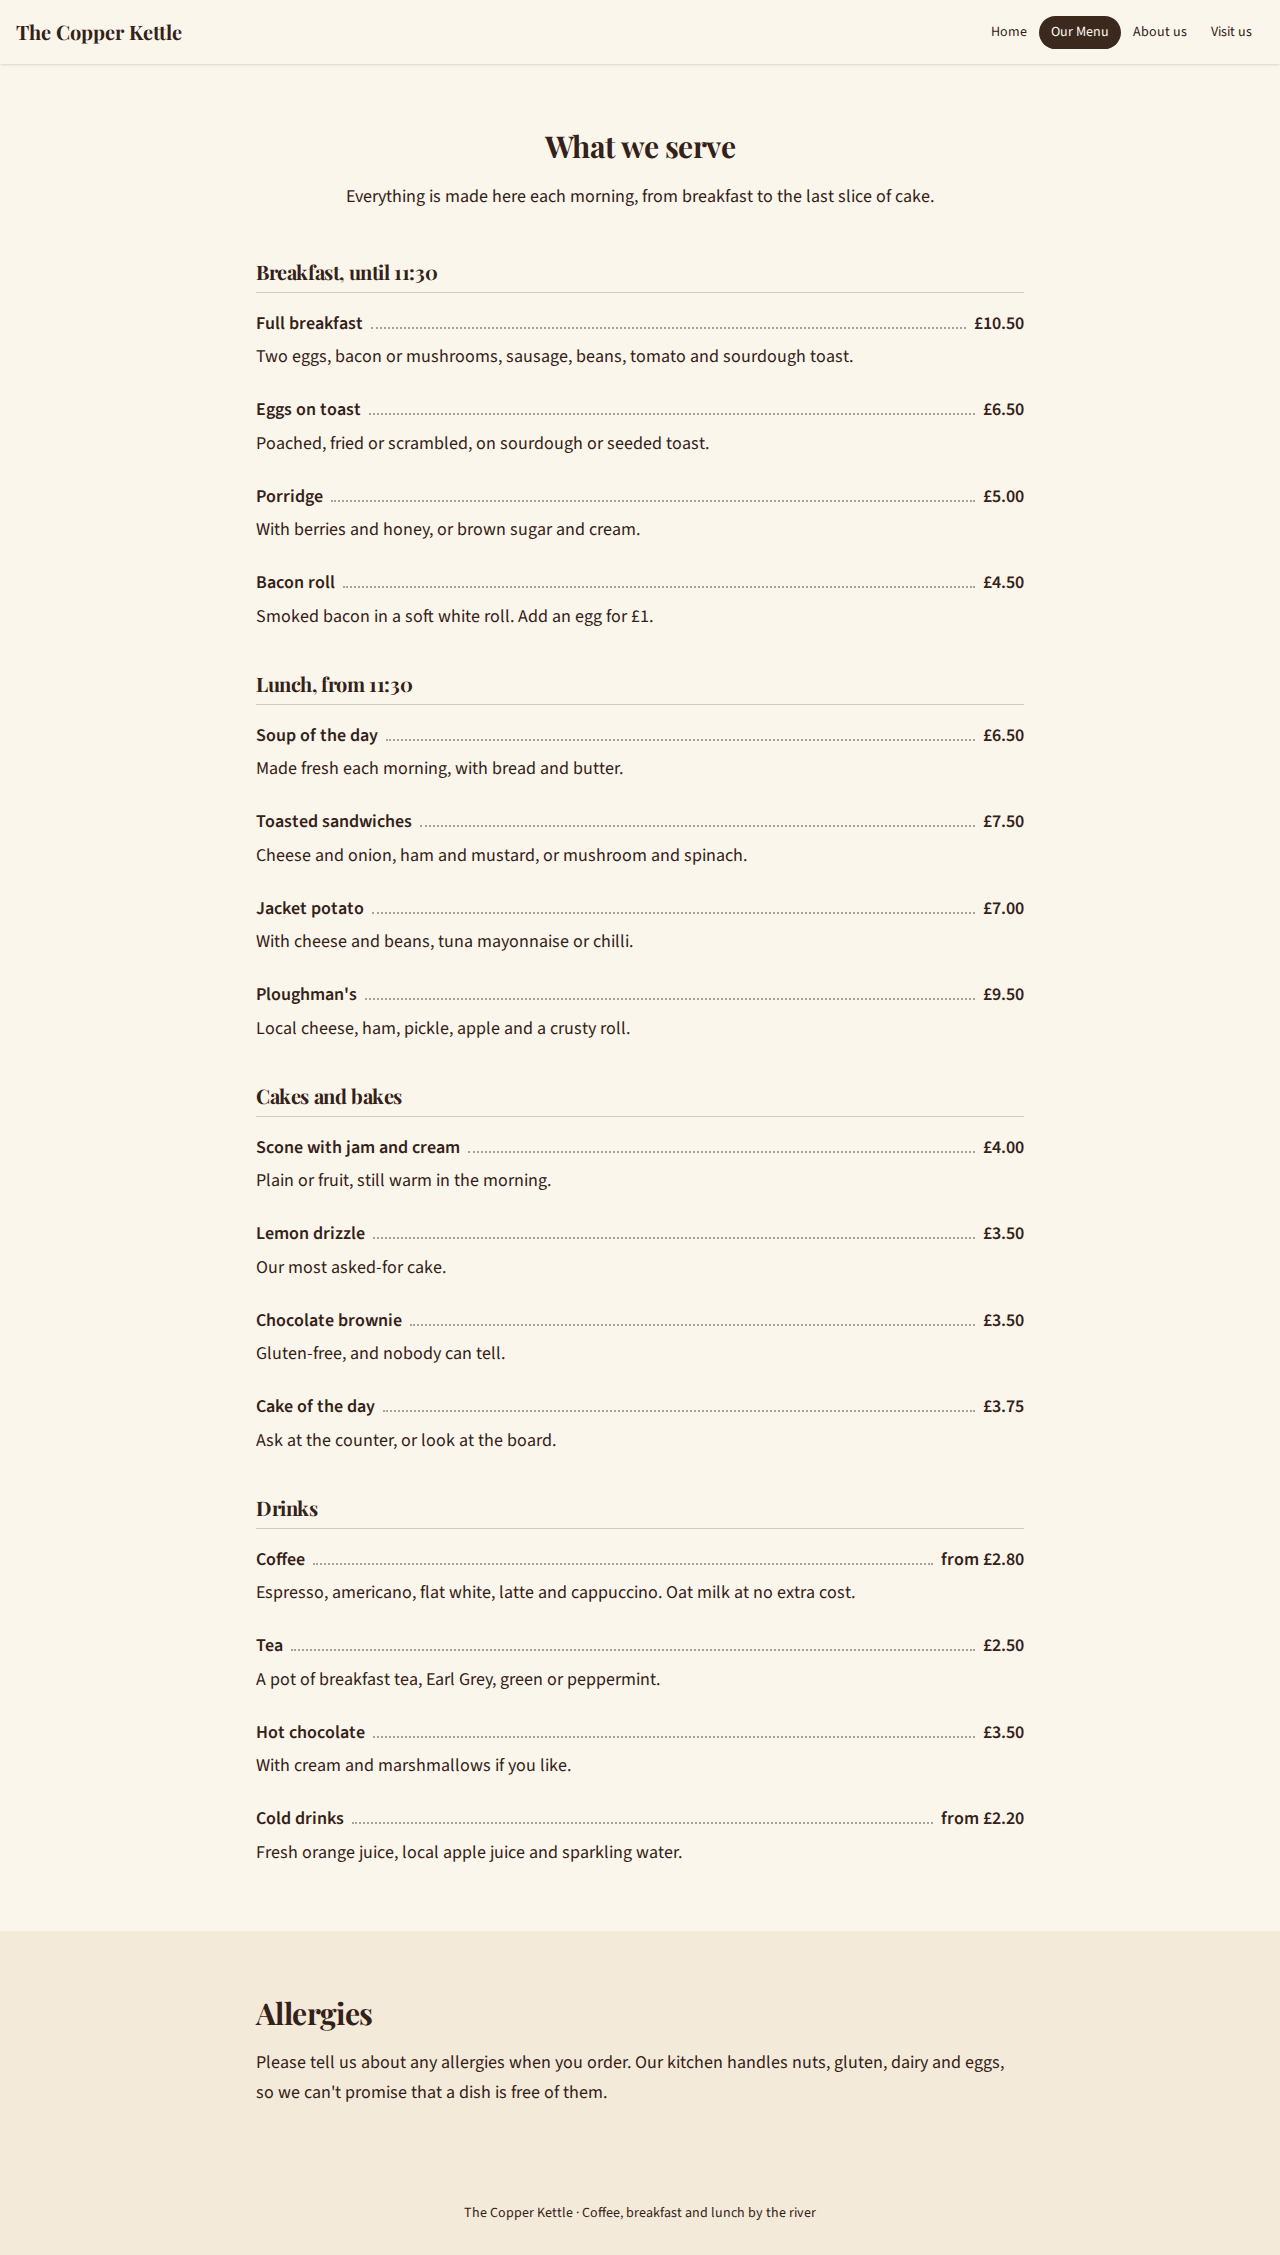 The Copper Kettle
Home Our Menu About us Visit us
What we serve
Everything is made here each morning, from breakfast to the last slice of cake.
Breakfast, until 11:30
Full breakfast £10.50
Two eggs, bacon or mushrooms, sausage, beans, tomato and sourdough toast.
Eggs on toast £6.50
Poached, fried or scrambled, on sourdough or seeded toast.
Porridge £5.00
With berries and honey, or brown sugar and cream.
Bacon roll £4.50
Smoked bacon in a soft white roll. Add an egg for £1.
Lunch, from 11:30
Soup of the day £6.50
Made fresh each morning, with bread and butter.
Toasted sandwiches £7.50
Cheese and onion, ham and mustard, or mushroom and spinach.
Jacket potato £7.00
With cheese and beans, tuna mayonnaise or chilli.
Ploughman's £9.50
Local cheese, ham, pickle, apple and a crusty roll.
Cakes and bakes
Scone with jam and cream £4.00
Plain or fruit, still warm in the morning.
Lemon drizzle £3.50
Our most asked-for cake.
Chocolate brownie £3.50
Gluten-free, and nobody can tell.
Cake of the day £3.75
Ask at the counter, or look at the board.
Drinks
Coffee from £2.80
Espresso, americano, flat white, latte and cappuccino. Oat milk at no extra cost.
Tea £2.50
A pot of breakfast tea, Earl Grey, green or peppermint.
Hot chocolate £3.50
With cream and marshmallows if you like.
Cold drinks from £2.20
Fresh orange juice, local apple juice and sparkling water.
Allergies
Please tell us about any allergies when you order. Our kitchen handles nuts, gluten, dairy and eggs,
so we can't promise that a dish is free of them.
The Copper Kettle · Coffee, breakfast and lunch by the river